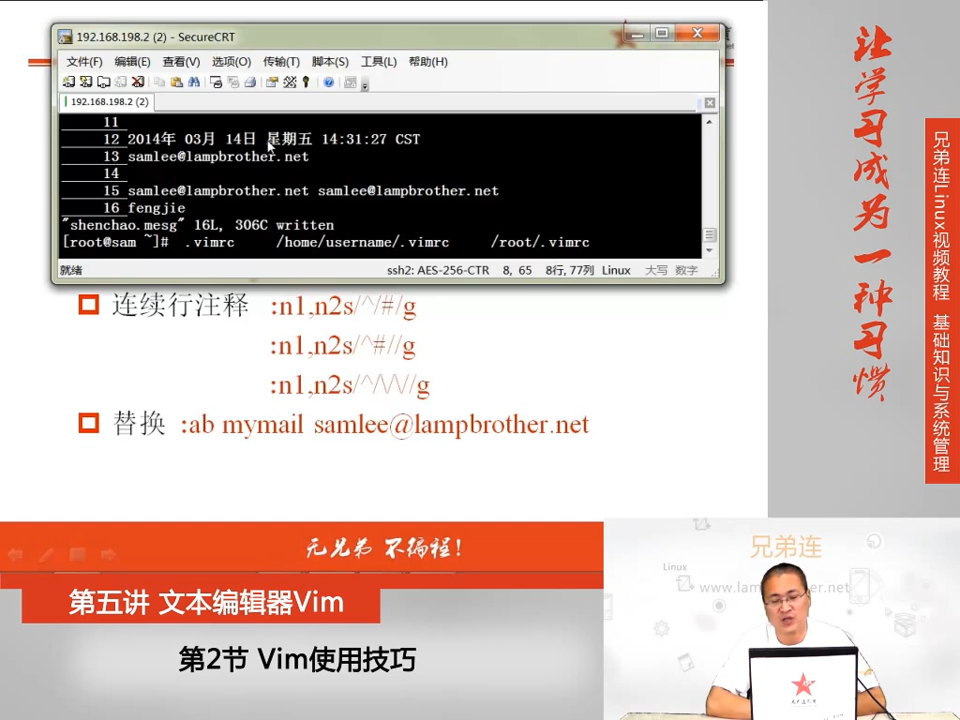 192.168.198.2 (2) - SecureCRT
文件(F) 编辑(E) 查看(V) 选项(O) 传输(T) 脚本(S) 工具(L) 帮助(H)
192.168.198.2 (2)
11
12 2014年 03月 14日 星期五 14:31:27 CST
13 samlee@lampbrother.net
14
15 samlee@lampbrother.net samlee@lampbrother.net
16 fengjie
"shenchao.mesg" 16L, 306C written
[root@sam ~]# .vimrc /home/username/.vimrc /root/.vimrc
就绪 ssh2: AES-256-CTR 8, 65 8行, 77列 Linux 大写 数字
连续行注释 :n1,n2s/^/#/g
:n1,n2s/^#//g
:n1,n2s/^/\/\//g
替换 :ab mymail samlee@lampbrother.net
让学习成为一种习惯
兄弟连Linux视频教程 基础知识与系统管理
无兄弟 不编程!
第五讲 文本编辑器Vim
第2节 Vim使用技巧
兄弟连
Linux